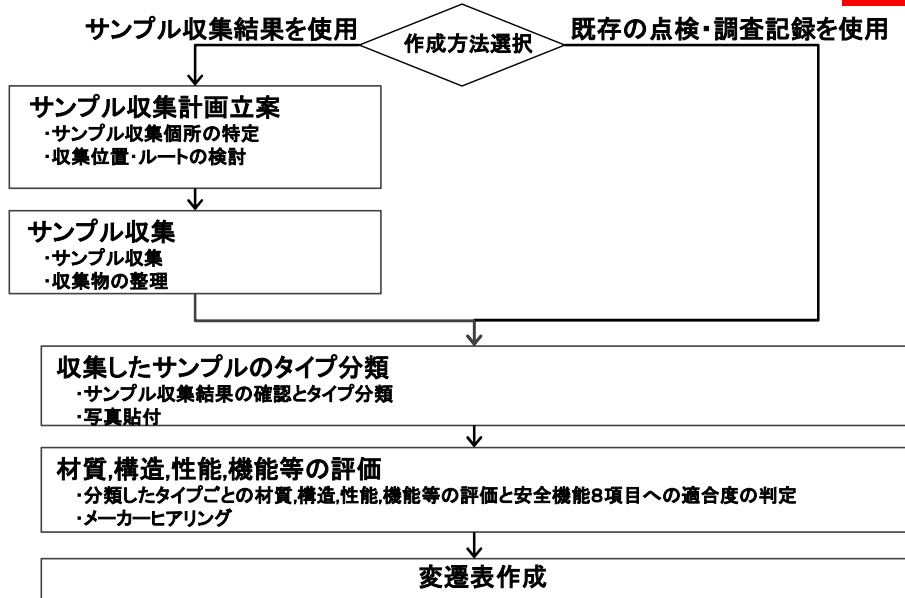 サンプル収集結果を使用
作成方法選択
既存の点検・調査記録を使用
サンプル収集計画立案
・サンプル収集個所の特定
・収集位置・ルートの検討
サンプル収集
・サンプル収集
・収集物の整理
収集したサンプルのタイプ分類
・サンプル収集結果の確認とタイプ分類
・写真貼付
材質,構造,性能,機能等の評価
・分類したタイプごとの材質,構造,性能,機能等の評価と安全機能8項目への適合度の判定
・メーカーヒアリング
変遷表作成